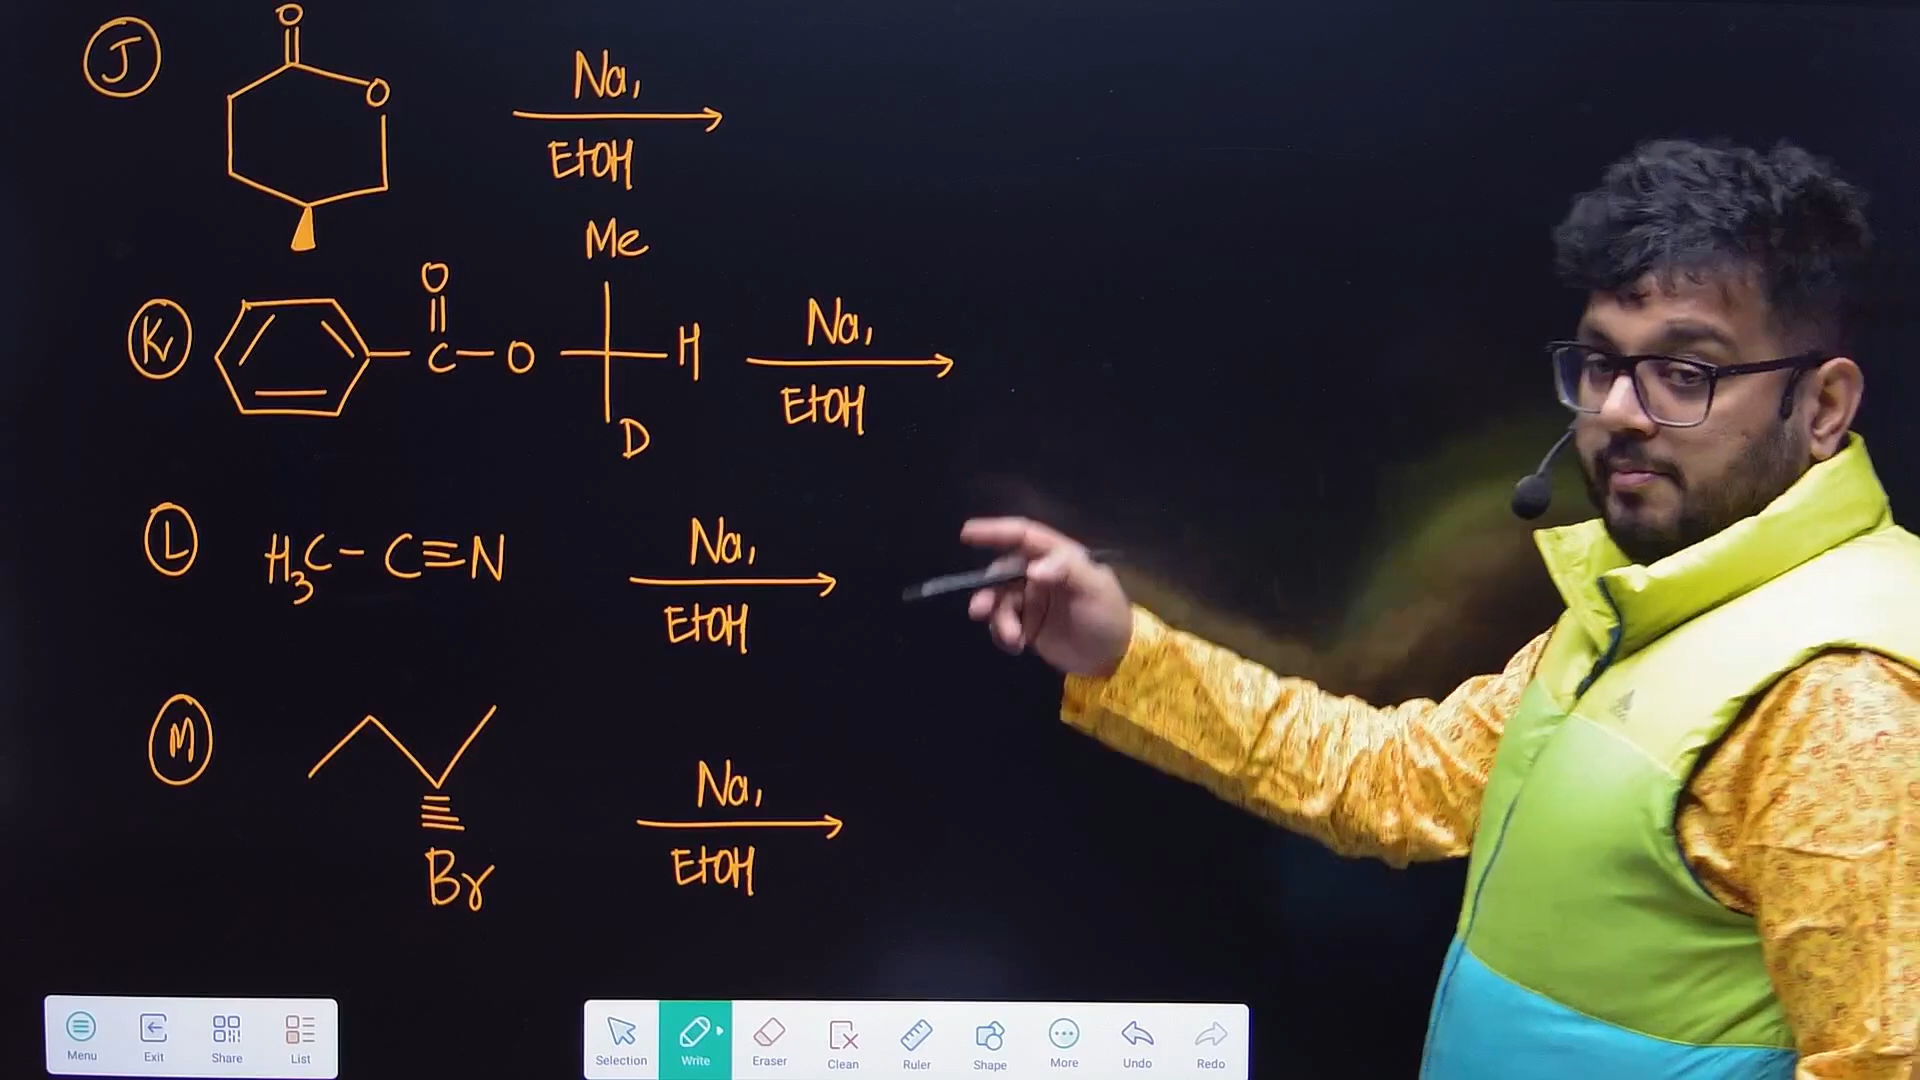 J
O
O
Na,
EtOH
K
O
C-O
Me
H
D
Na,
EtOH
L
H₃C-C≡N
Na,
EtOH
M
Br
Na,
EtOH
Menu Exit Share List
Selection Write Eraser Clean Ruler Shape More Undo Redo